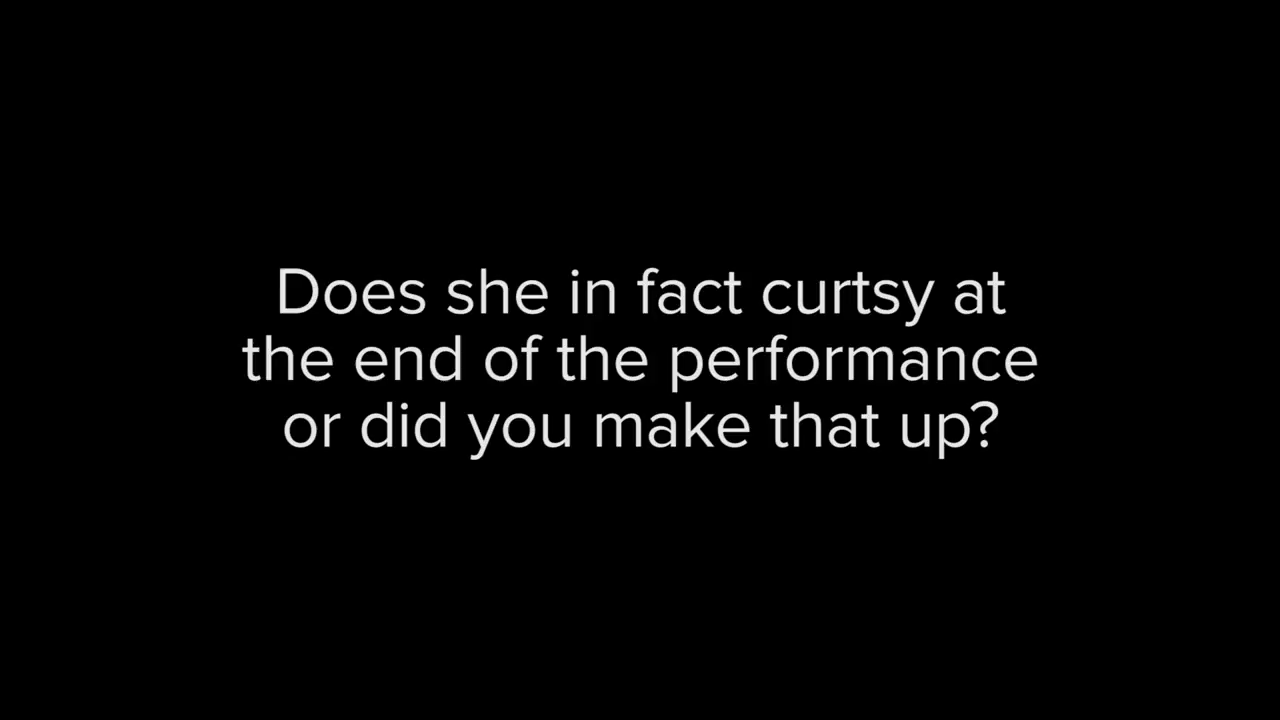 Does she in fact curtsy at
the end of the performance
or did you make that up?